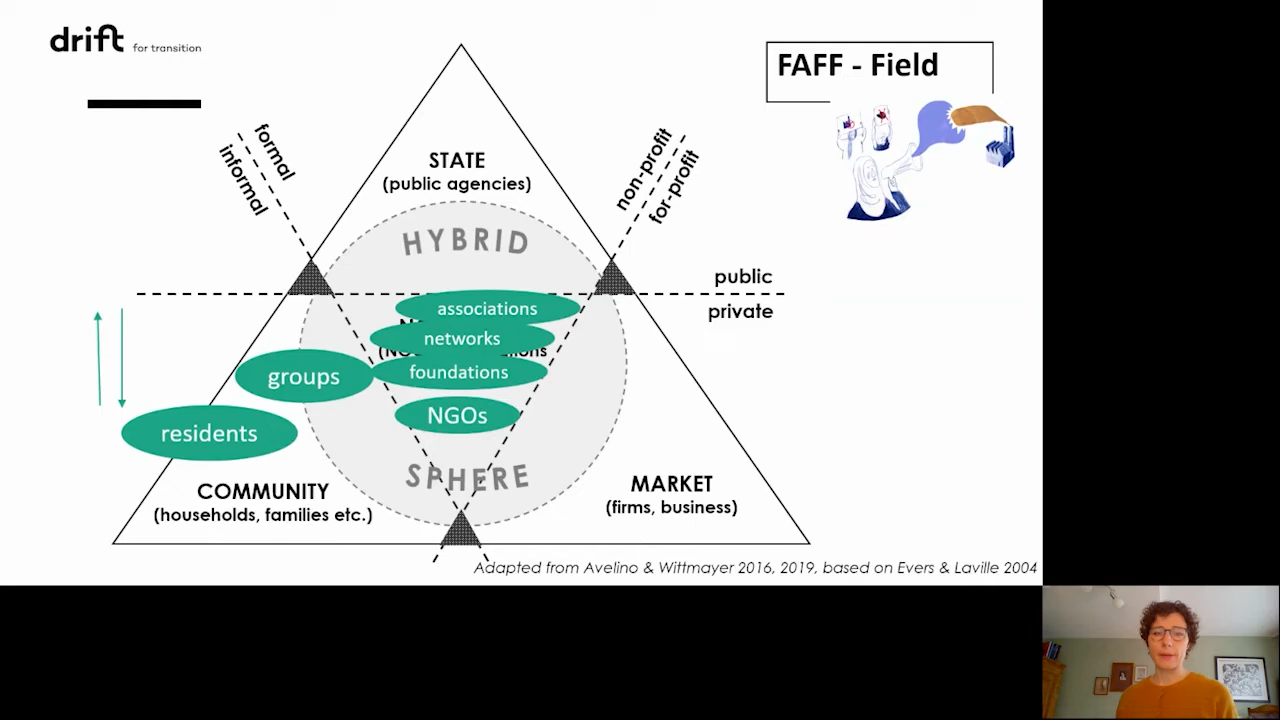 drift for transition
FAFF - Field
formal
informal
non-profit
for-profit
STATE
(public agencies)
HYBRID
public
private
associations
networks
foundations
groups
NGOs
residents
SPHERE
COMMUNITY
(households, families etc.)
MARKET
(firms, business)
Adapted from Avelino & Wittmayer 2016, 2019, based on Evers & Laville 2004